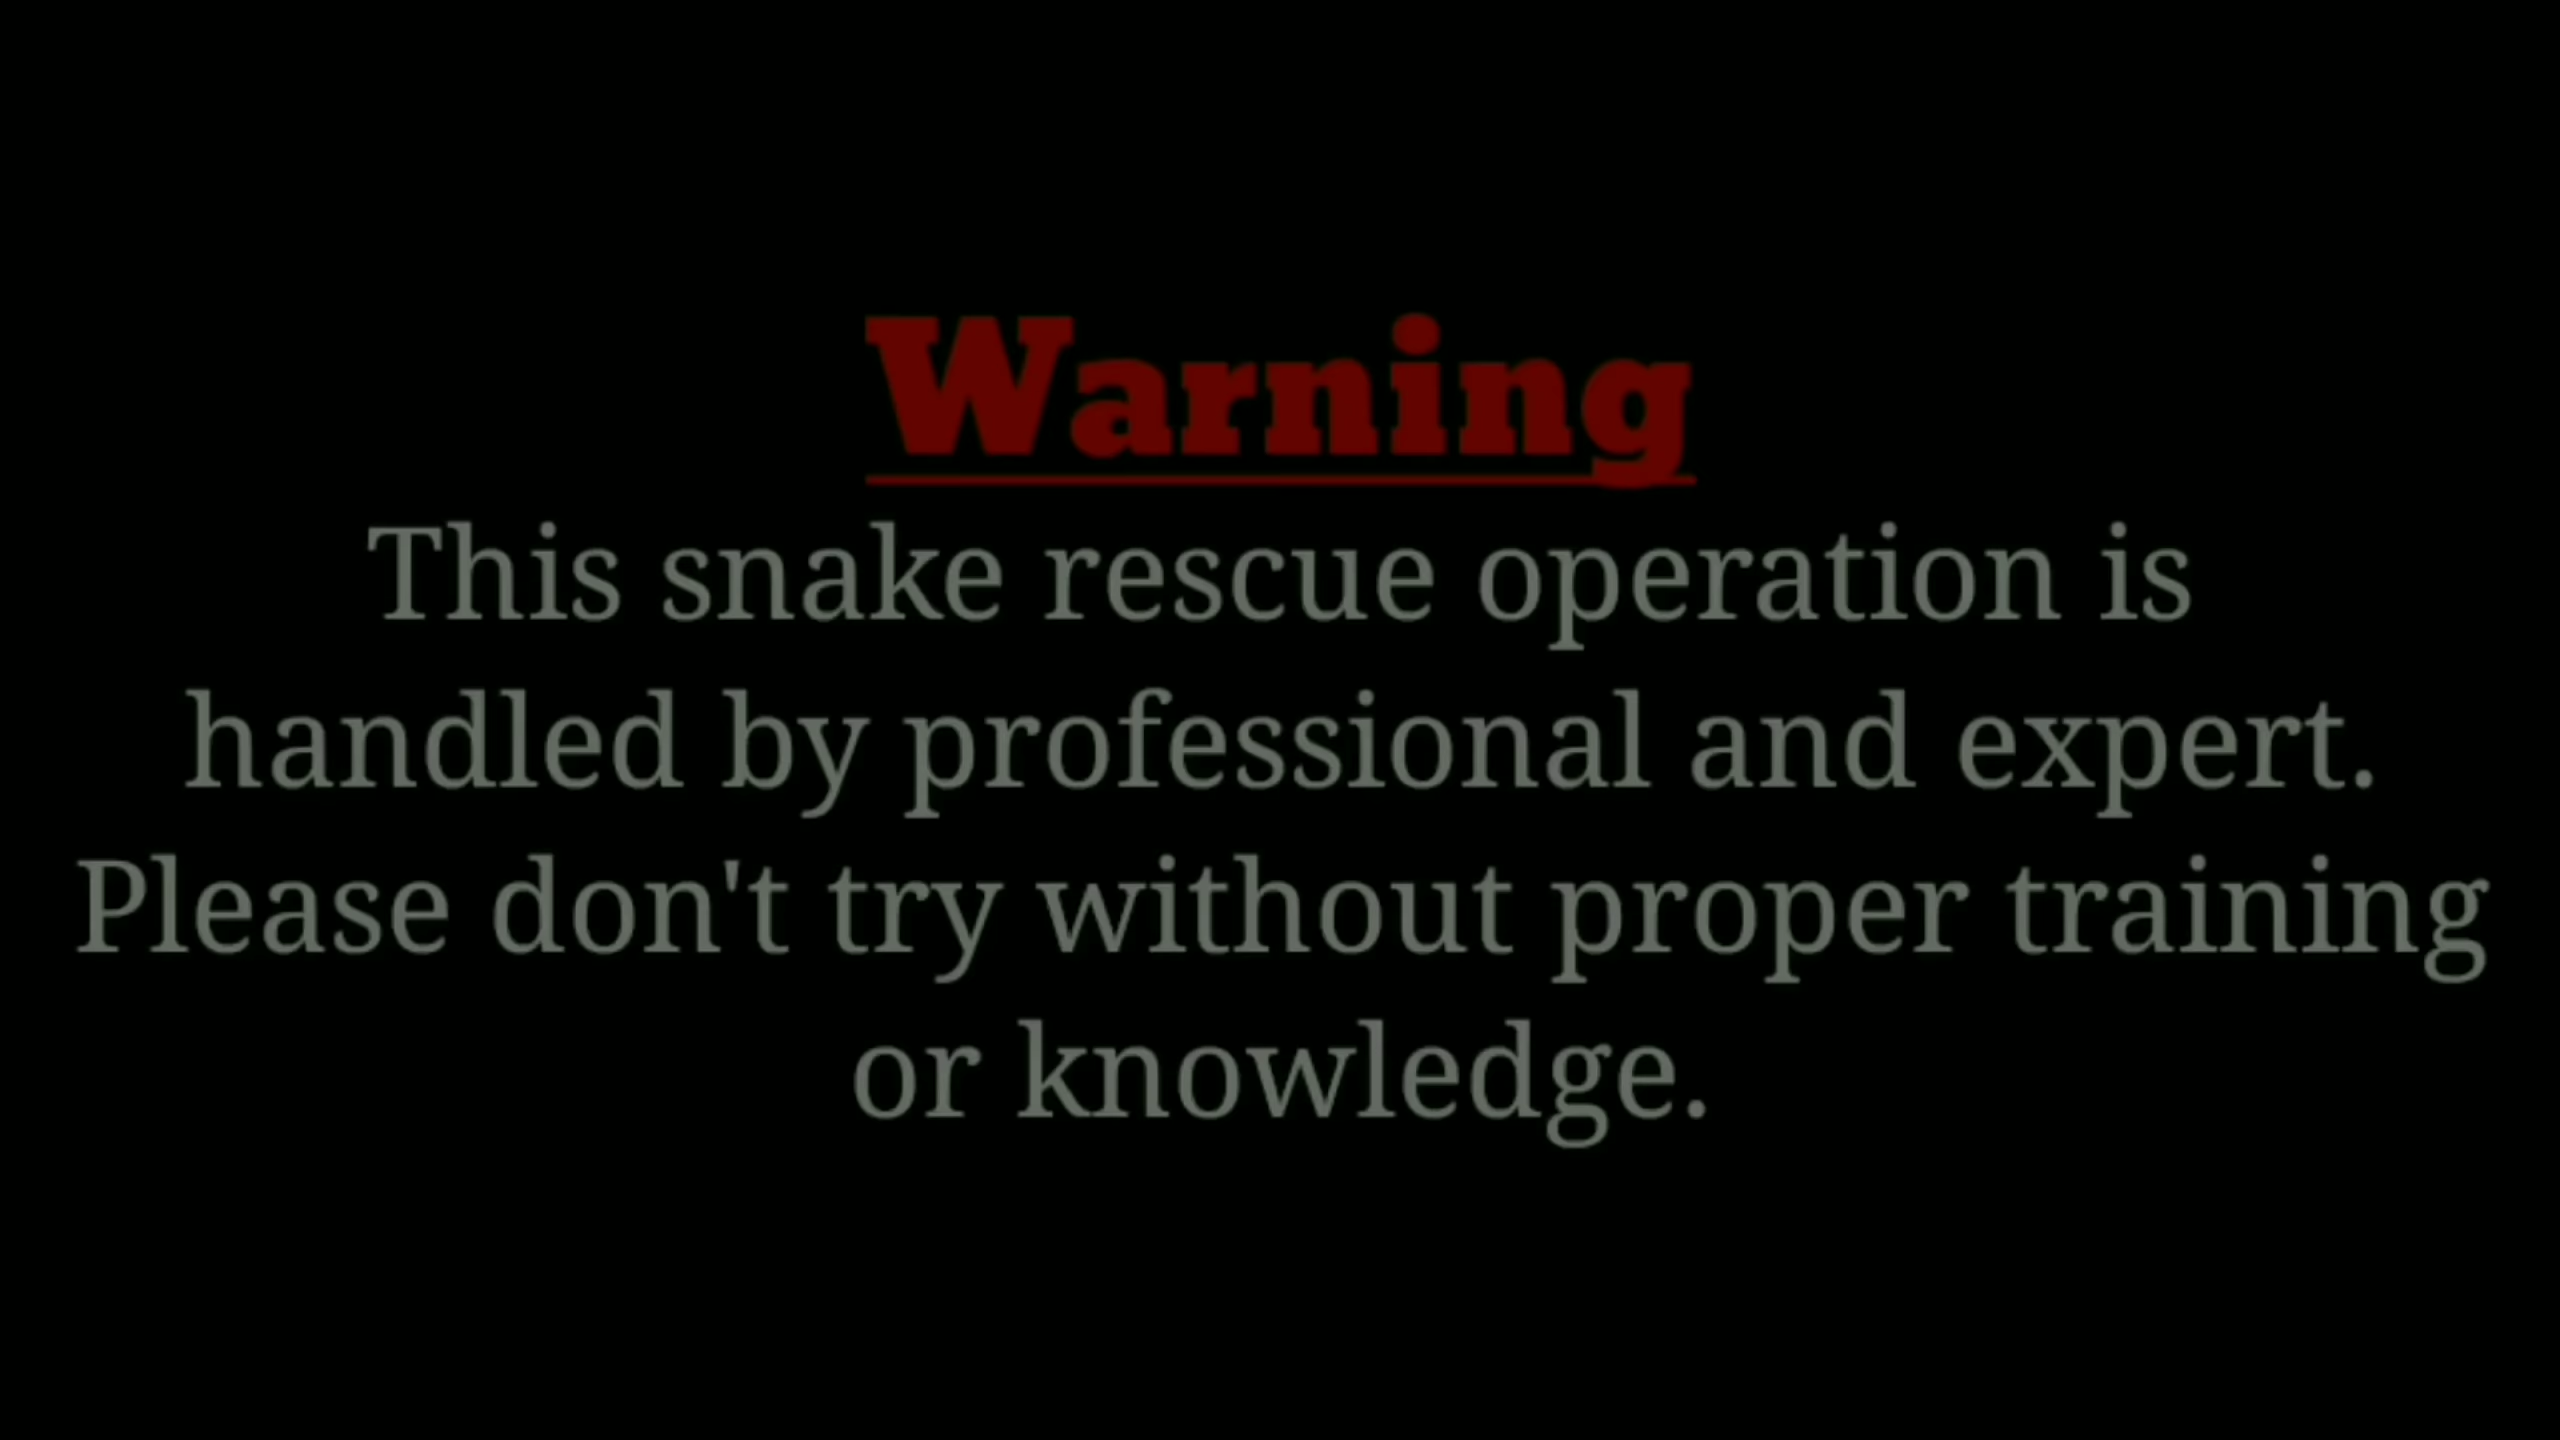 Warning
This snake rescue operation is
handled by professional and expert.
Please don't try without proper training
or knowledge.